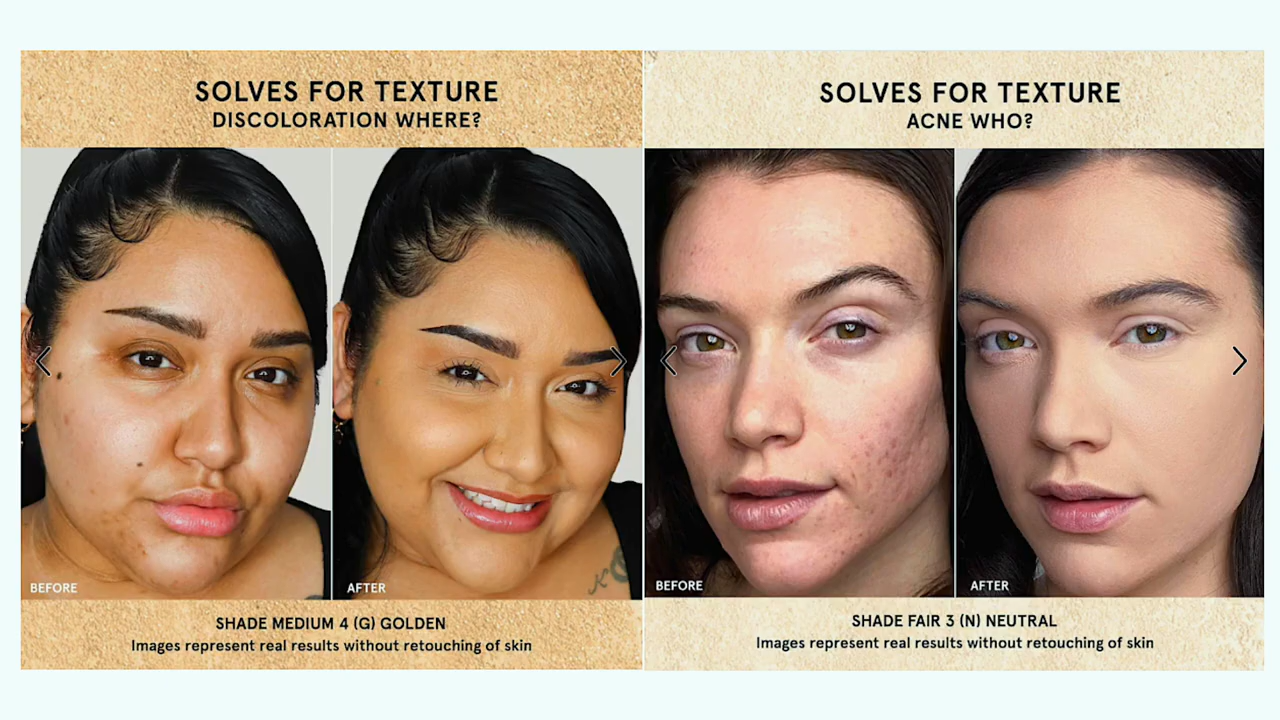 SOLVES FOR TEXTURE
DISCOLORATION WHERE?
BEFORE
AFTER
SHADE MEDIUM 4 (G) GOLDEN
Images represent real results without retouching of skin
SOLVES FOR TEXTURE
ACNE WHO?
BEFORE
AFTER
SHADE FAIR 3 (N) NEUTRAL
Images represent real results without retouching of skin